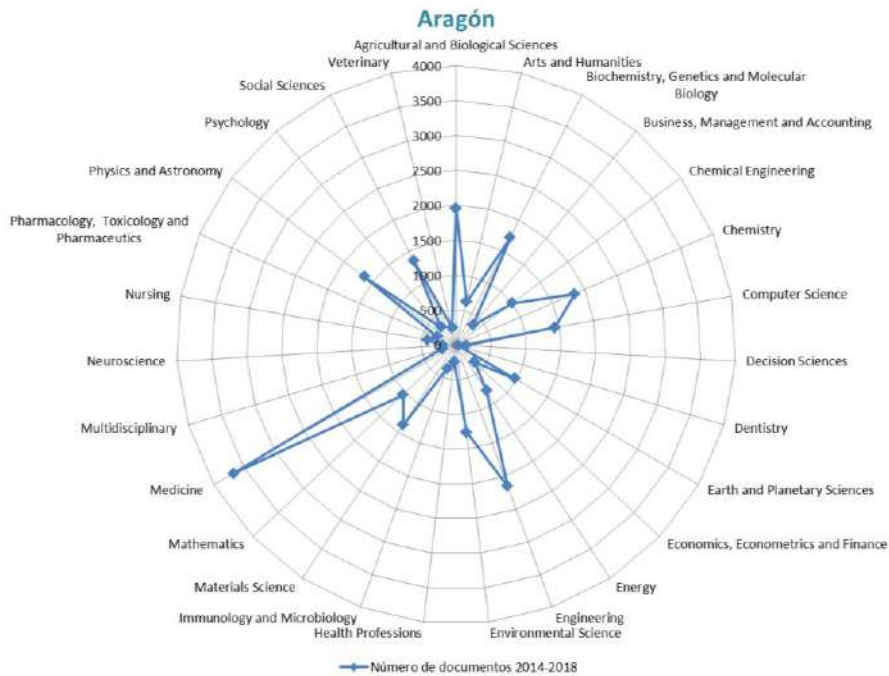 Aragón
Agricultural and Biological Sciences
Arts and Humanities
Biochemistry, Genetics and Molecular
Biology
Business, Management and Accounting
Chemical Engineering
Chemistry
Computer Science
Decision Sciences
Dentistry
Earth and Planetary Sciences
Economics, Econometrics and Finance
Energy
Engineering
Environmental Science
Health Professions
Immunology and Microbiology
Materials Science
Mathematics
Medicine
Multidisciplinary
Neuroscience
Nursing
Pharmacology, Toxicology and
Pharmaceutics
Physics and Astronomy
Psychology
Social Sciences
Veterinary
4000
3500
3000
2500
2000
1500
1000
500
0
Número de documentos 2014-2018